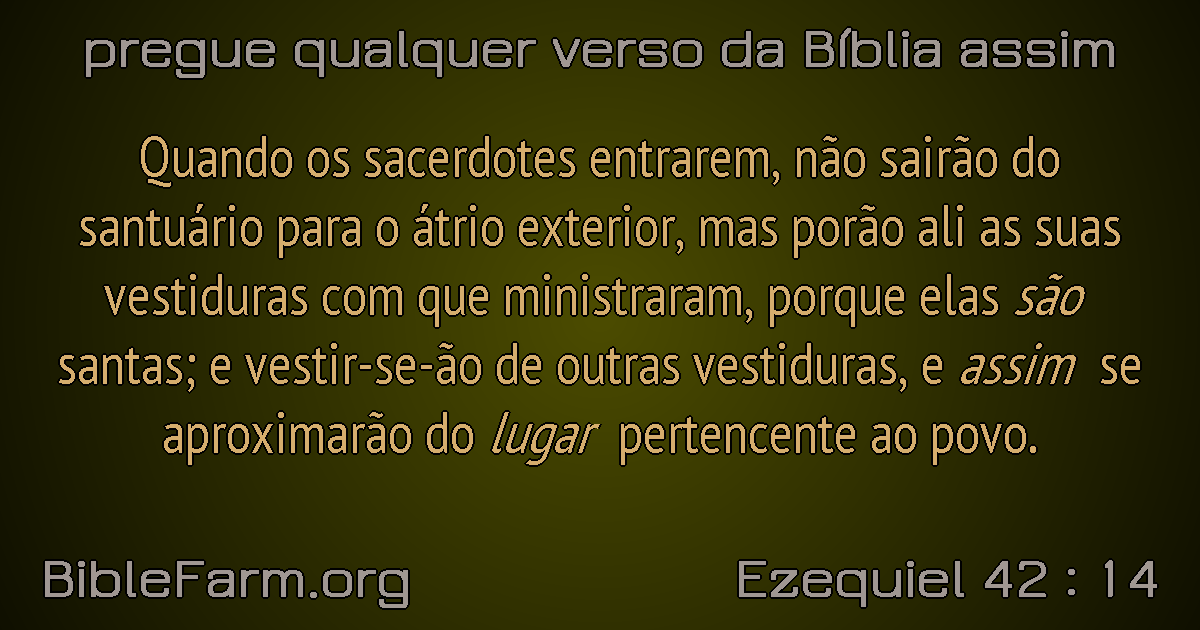 pregue qualquer verso da Bíblia assim
Quando os sacerdotes entrarem, não sairão do
santuário para o átrio exterior, mas porão ali as suas
vestiduras com que ministraram, porque elas são
santas; e vestir-se-ão de outras vestiduras, e assim se
aproximarão do lugar pertencente ao povo.
BibleFarm.org
Ezequiel 42 : 14